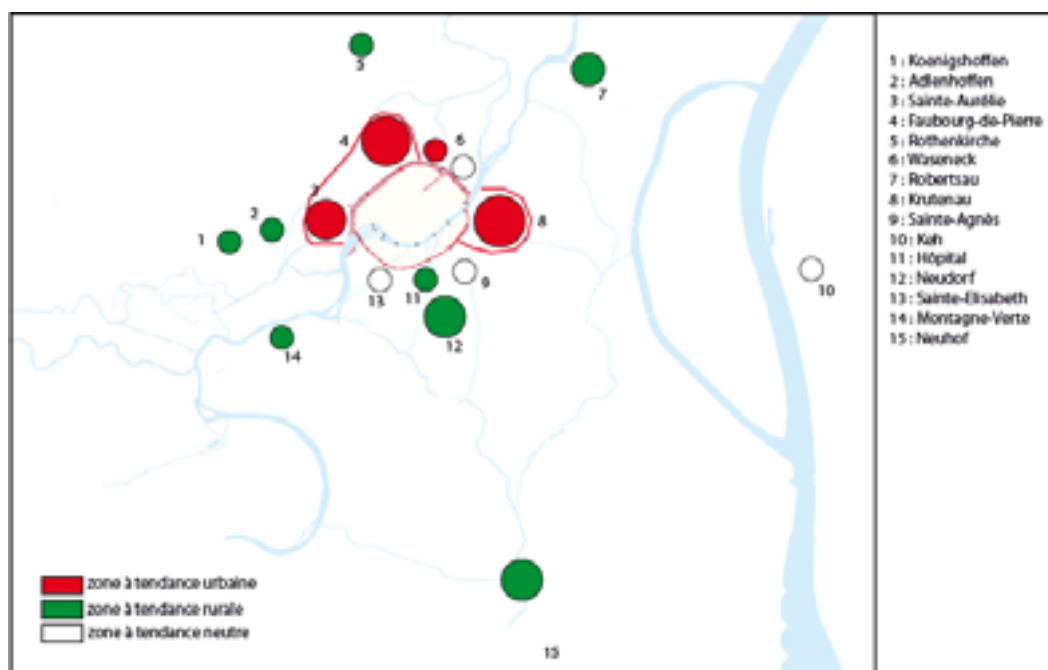 5
7
4
6
3
8
2
1
9
10
11
13
12
14
15
1 : Koenigshoffen
2 : Adlenhoffen
3 : Sainte-Aurélie
4 : Faubourg-de-Pierre
5 : Rothenkirche
6 : Waseneck
7 : Robertsau
8 : Krutenau
9 : Sainte-Agnès
10 : Keh
11 : Hôpital
12 : Neudorf
13 : Sainte-Elisabeth
14 : Montagne-Verte
15 : Neuhof
zone à tendance urbaine
zone à tendance rurale
zone à tendance neutre